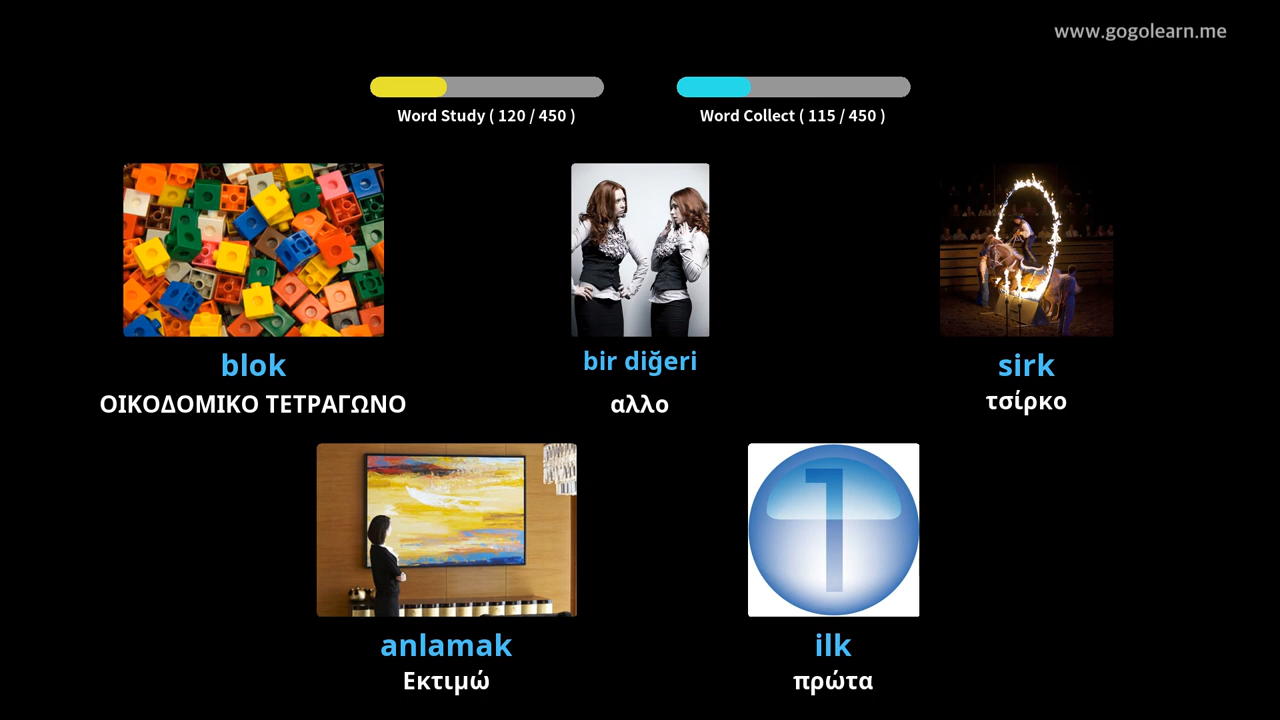 www.gogolearn.me
Word Study ( 120 / 450 )
Word Collect ( 115 / 450 )
blok
ΟΙΚΟΔΟΜΙΚΟ ΤΕΤΡΑΓΩΝΟ
bir diğeri
αλλο
sirk
τσίρκο
anlamak
Εκτιμώ
ilk
πρώτα